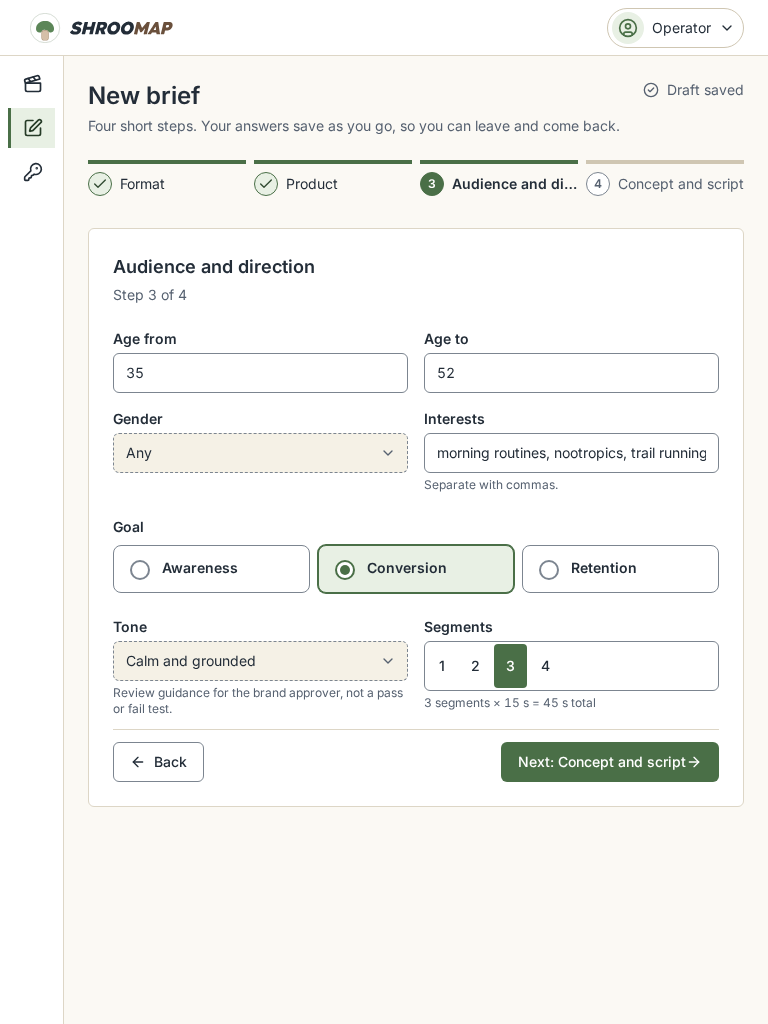 SHROOMAP
Operator
New brief
Draft saved
Four short steps. Your answers save as you go, so you can leave and come back.
Format
Product
3 Audience and di...
4 Concept and script
Audience and direction
Step 3 of 4
Age from
Age to
35
52
Gender
Interests
Any
morning routines, nootropics, trail running
Separate with commas.
Goal
Awareness
Conversion
Retention
Tone
Segments
Calm and grounded
1 2 3 4
Review guidance for the brand approver, not a pass
or fail test.
3 segments × 15 s = 45 s total
Back
Next: Concept and script